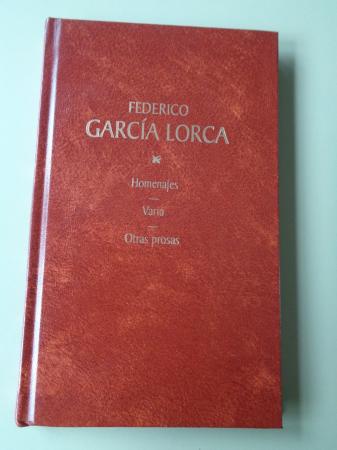 FEDERICO
GARCÍA LORCA
Homenajes
Varia
Otras prosas